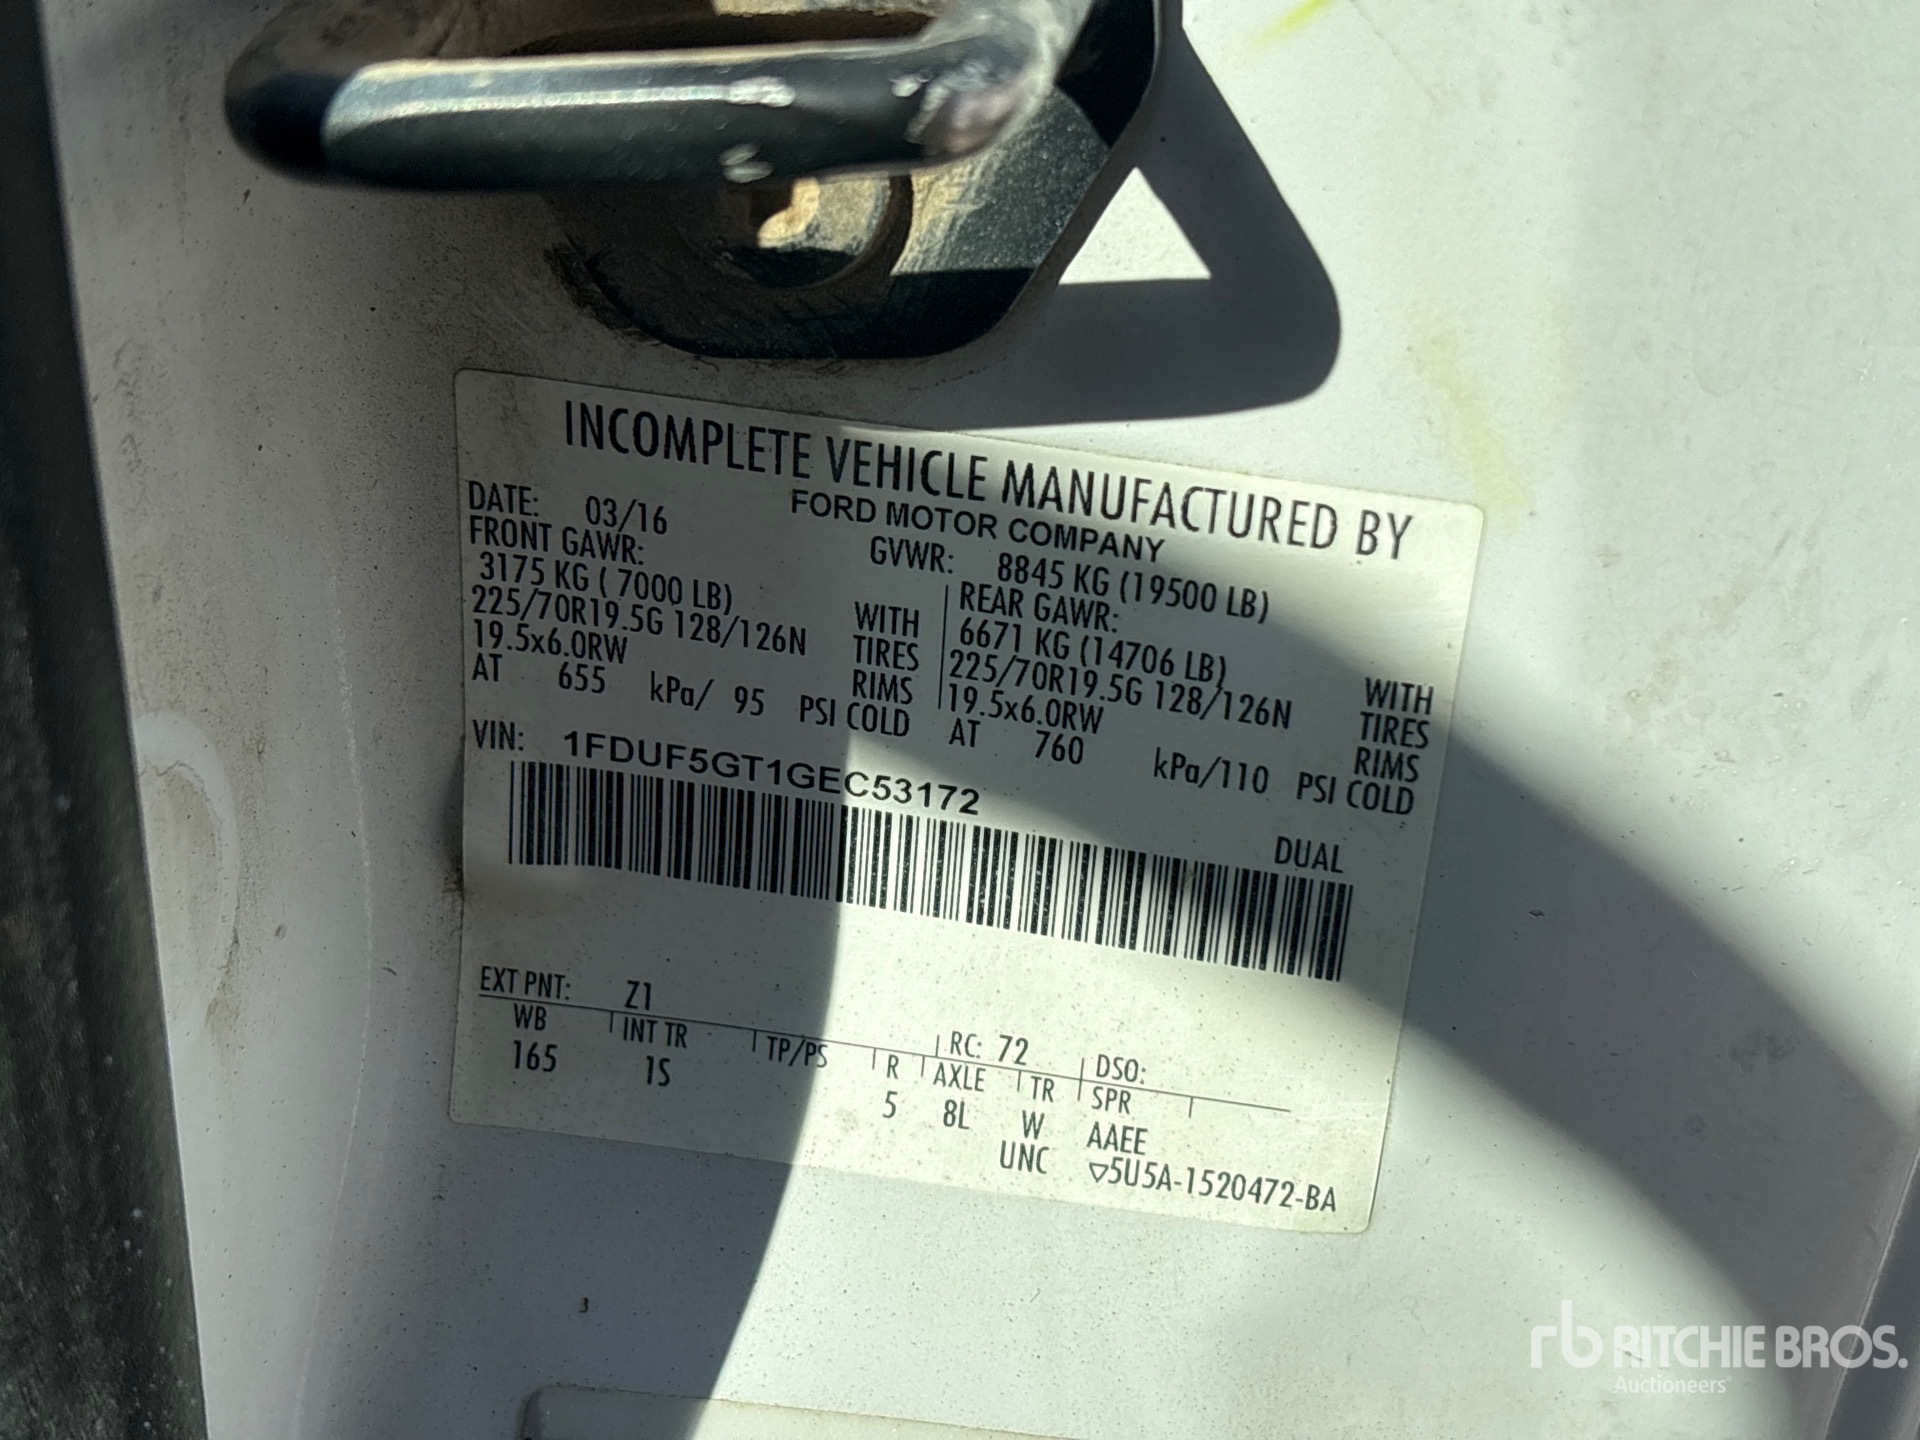 INCOMPLETE VEHICLE MANUFACTURED BY
FORD MOTOR COMPANY
DATE: 03/16
GVWR: 8845 KG (19500 LB)
FRONT GAWR:
3175 KG ( 7000 LB) WITH
225/70R19.5G 128/126N TIRES
19.5x6.0RW RIMS
AT 655 kPa/ 95 PSI COLD
REAR GAWR:
6671 KG (14706 LB) WITH
225/70R19.5G 128/126N TIRES
19.5x6.0RW RIMS
AT 760 kPa/110 PSI COLD
VIN: 1FDUF5GT1GEC53172
DUAL
EXT PNT: Z1 RC: 72 DSO:
WB INT TR TP/PS R AXLE TR SPR
165 1S 5 8L W AAEE
UNC ▽5U5A-1520472-BA
rb RITCHIE BROS.
Auctioneers